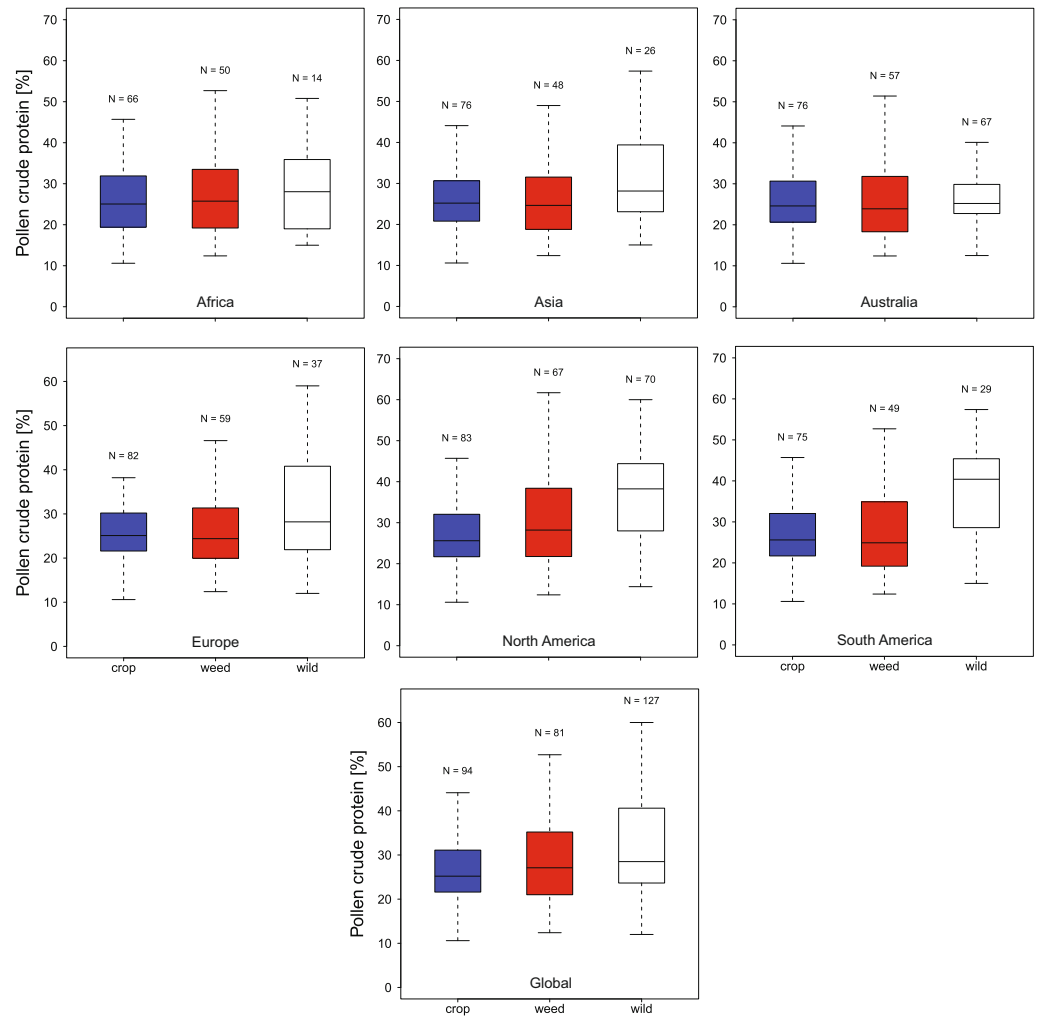 Pollen crude protein [%]
70
60
50
40
30
20
10
0
N = 66
N = 50
N = 14
Africa
70
60
50
40
30
20
10
0
N = 76
N = 48
N = 26
Asia
70
60
50
40
30
20
10
0
N = 76
N = 57
N = 67
Australia
Pollen crude protein [%]
60
50
40
30
20
10
0
N = 82
N = 59
N = 37
Europe
crop weed wild
70
60
50
40
30
20
10
0
N = 83
N = 67
N = 70
North America
70
60
50
40
30
20
10
0
N = 75
N = 49
N = 29
South America
crop weed wild
Pollen crude protein [%]
60
50
40
30
20
10
0
N = 94
N = 81
N = 127
Global
crop weed wild